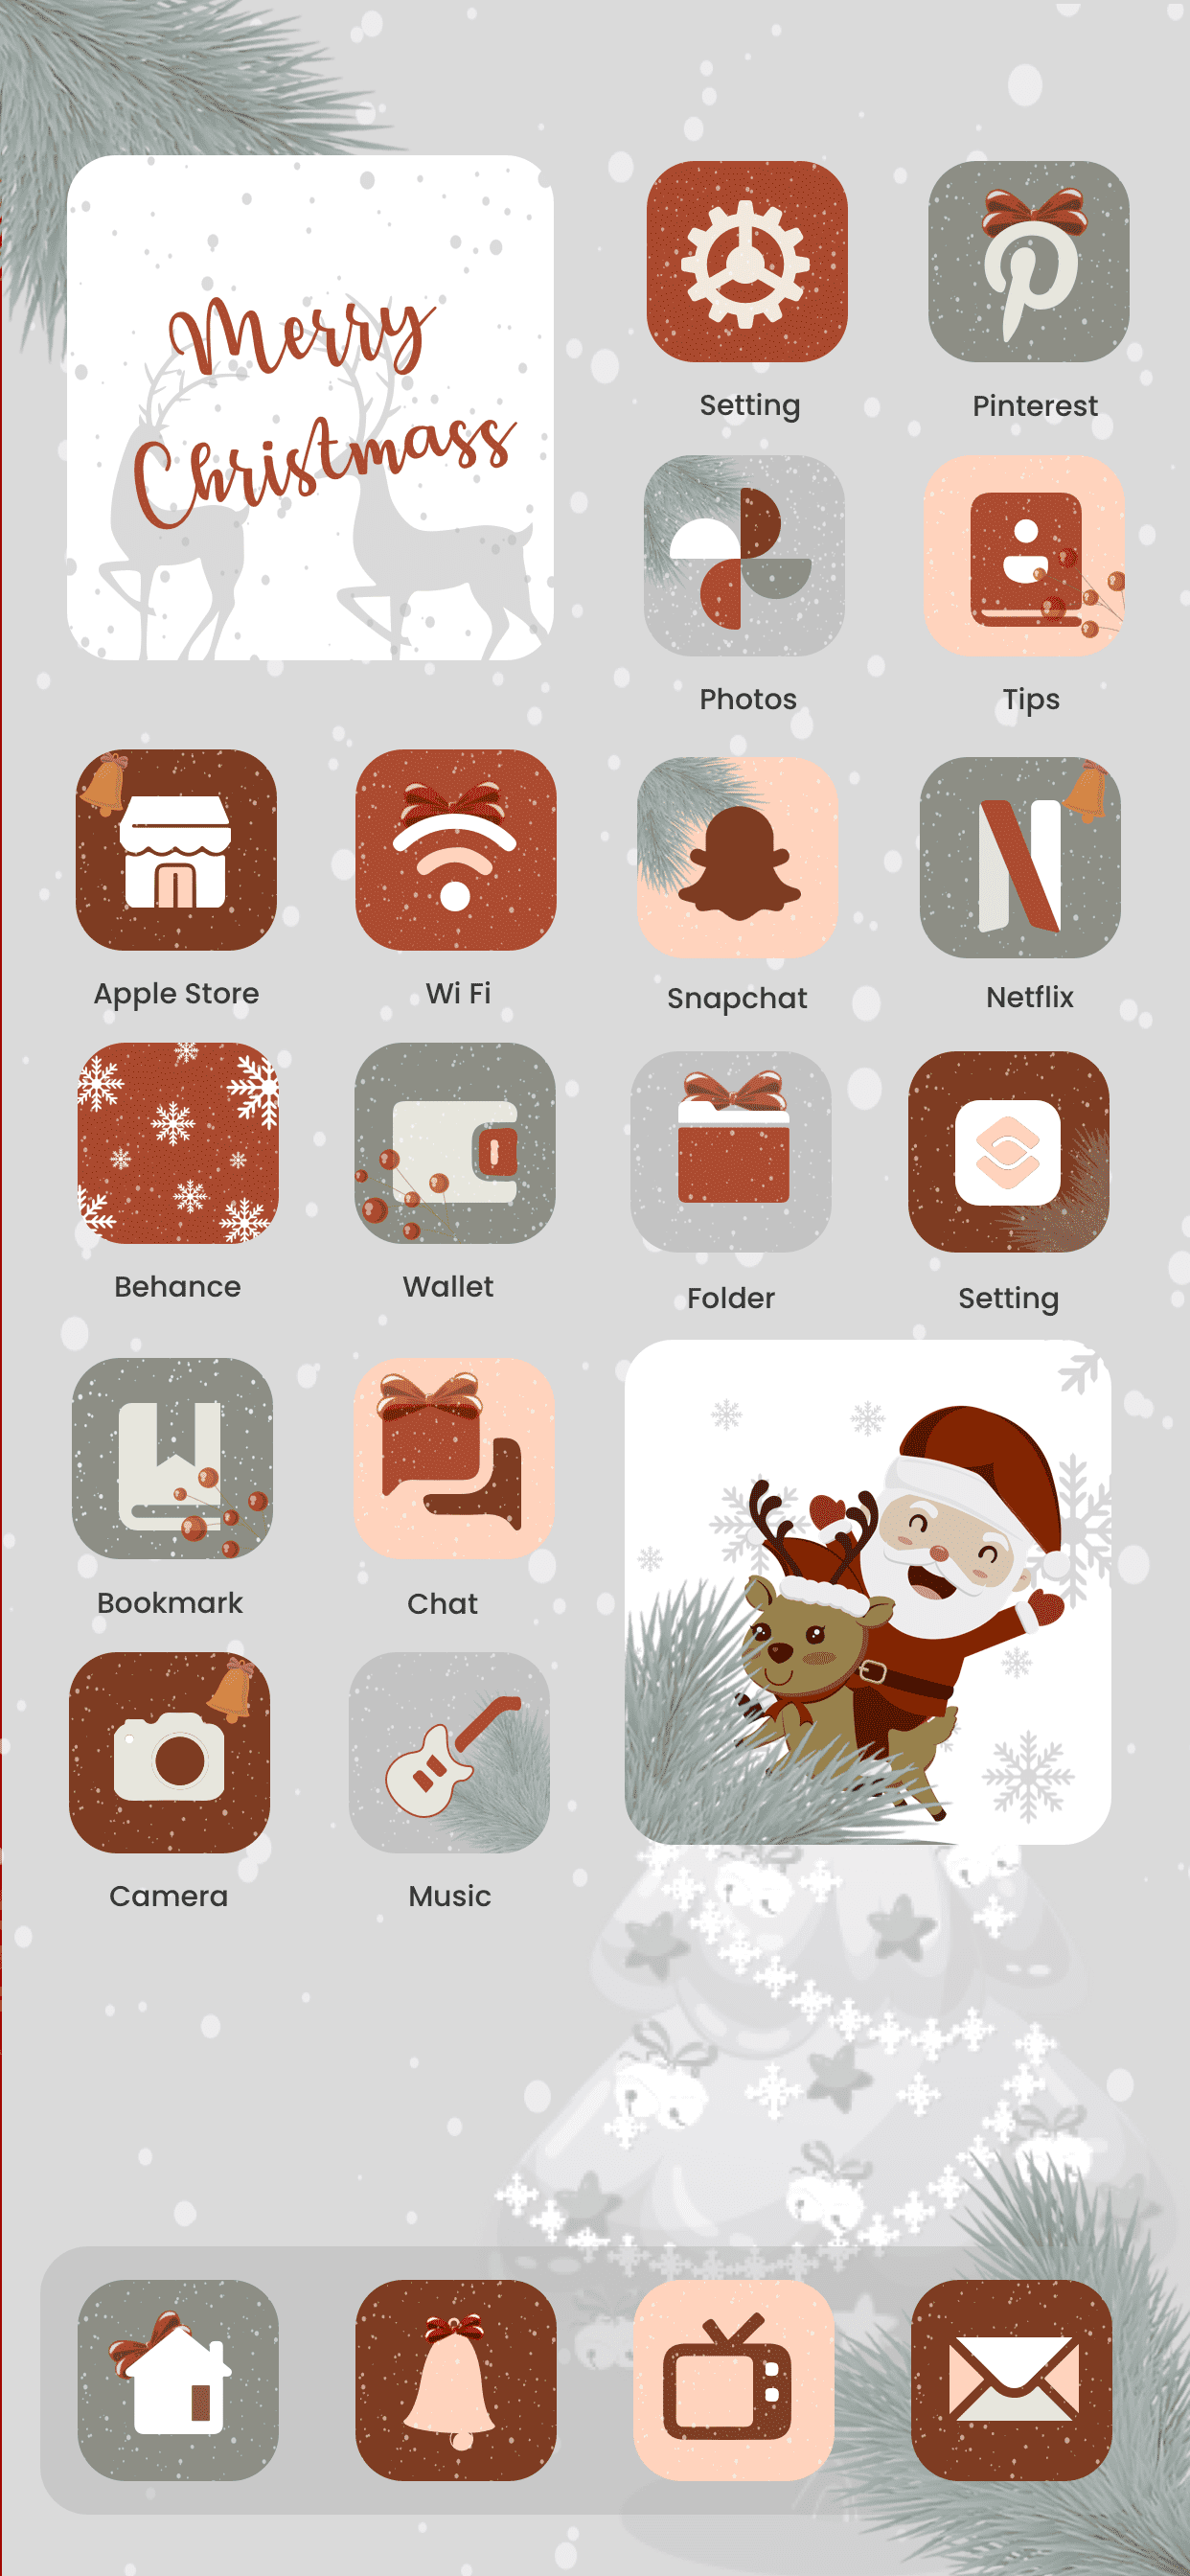 Merry
Christmass
Setting
Pinterest
Photos
Tips
Apple Store
Wi Fi
Snapchat
Netflix
Behance
Wallet
Folder
Setting
Bookmark
Chat
Camera
Music